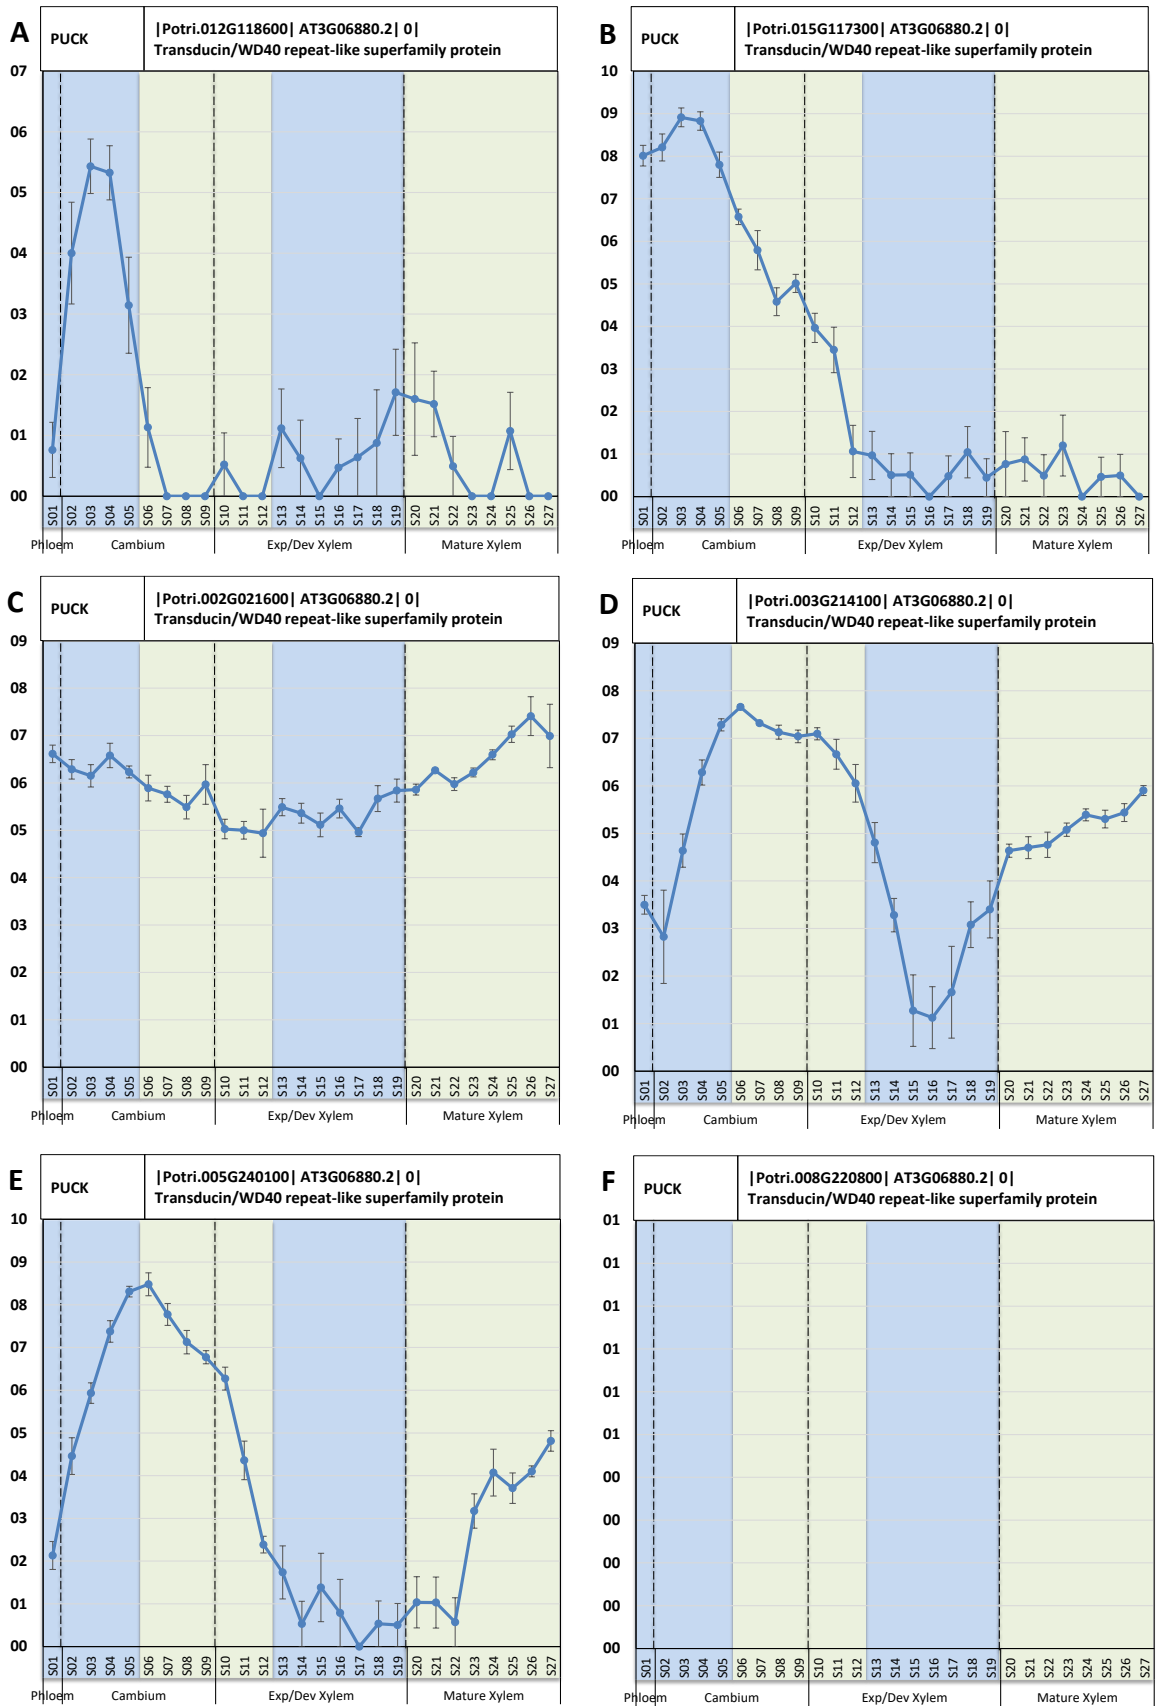 A
PUCK
|Potri.012G118600| AT3G06880.2| 0|
Transducin/WD40 repeat-like superfamily protein
07
06
05
04
03
02
01
00
S01 S02 S03 S04 S05 S06 S07 S08 S09 S10 S11 S12 S13 S14 S15 S16 S17 S18 S19 S20 S21 S22 S23 S24 S25 S26 S27
Phloem Cambium Exp/Dev Xylem Mature Xylem
B
PUCK
|Potri.015G117300| AT3G06880.2| 0|
Transducin/WD40 repeat-like superfamily protein
10
09
08
07
06
05
04
03
02
01
00
S01 S02 S03 S04 S05 S06 S07 S08 S09 S10 S11 S12 S13 S14 S15 S16 S17 S18 S19 S20 S21 S22 S23 S24 S25 S26 S27
Phloem Cambium Exp/Dev Xylem Mature Xylem
C
PUCK
|Potri.002G021600| AT3G06880.2| 0|
Transducin/WD40 repeat-like superfamily protein
09
08
07
06
05
04
03
02
01
00
S01 S02 S03 S04 S05 S06 S07 S08 S09 S10 S11 S12 S13 S14 S15 S16 S17 S18 S19 S20 S21 S22 S23 S24 S25 S26 S27
Phloem Cambium Exp/Dev Xylem Mature Xylem
D
PUCK
|Potri.003G214100| AT3G06880.2| 0|
Transducin/WD40 repeat-like superfamily protein
09
08
07
06
05
04
03
02
01
00
S01 S02 S03 S04 S05 S06 S07 S08 S09 S10 S11 S12 S13 S14 S15 S16 S17 S18 S19 S20 S21 S22 S23 S24 S25 S26 S27
Phloem Cambium Exp/Dev Xylem Mature Xylem
E
PUCK
|Potri.005G240100| AT3G06880.2| 0|
Transducin/WD40 repeat-like superfamily protein
10
09
08
07
06
05
04
03
02
01
00
S01 S02 S03 S04 S05 S06 S07 S08 S09 S10 S11 S12 S13 S14 S15 S16 S17 S18 S19 S20 S21 S22 S23 S24 S25 S26 S27
Phloem Cambium Exp/Dev Xylem Mature Xylem
F
PUCK
|Potri.008G220800| AT3G06880.2| 0|
Transducin/WD40 repeat-like superfamily protein
01
01
01
01
01
01
00
00
00
00
00
S01 S02 S03 S04 S05 S06 S07 S08 S09 S10 S11 S12 S13 S14 S15 S16 S17 S18 S19 S20 S21 S22 S23 S24 S25 S26 S27
Phloem Cambium Exp/Dev Xylem Mature Xylem